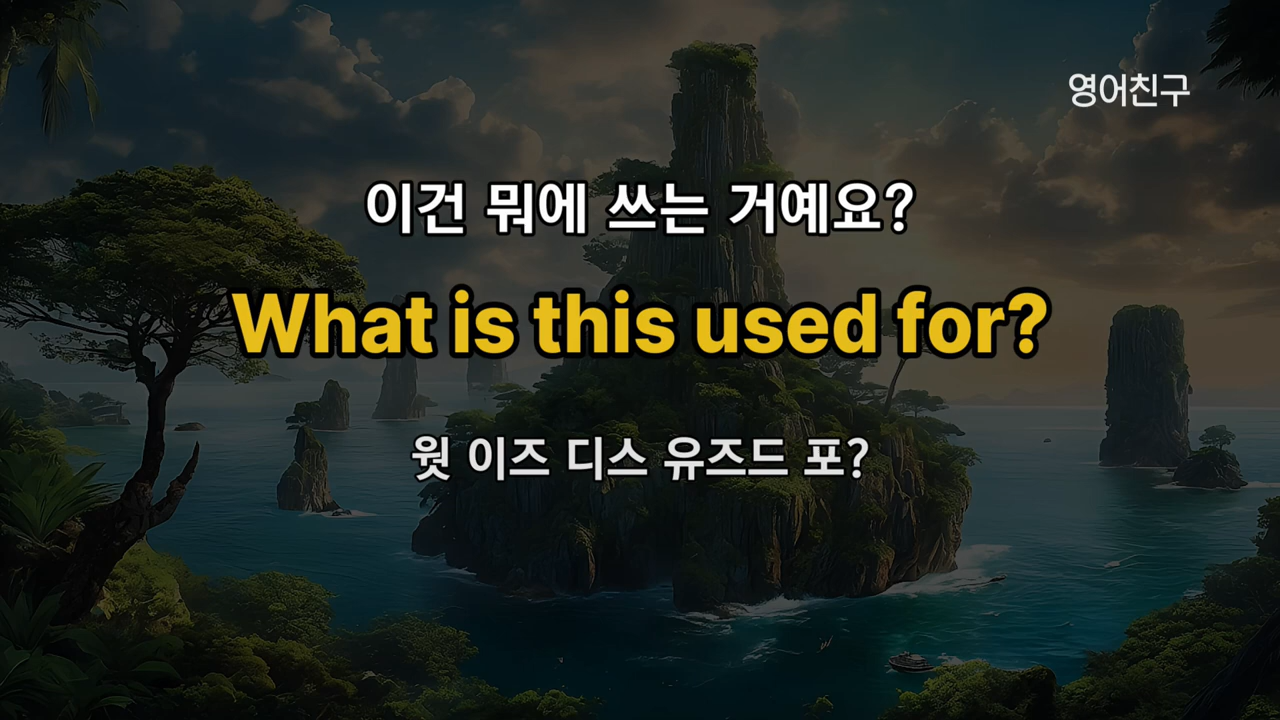 영어친구
이건 뭐에 쓰는 거예요?
What is this used for?
웟 이즈 디스 유즈드 포?